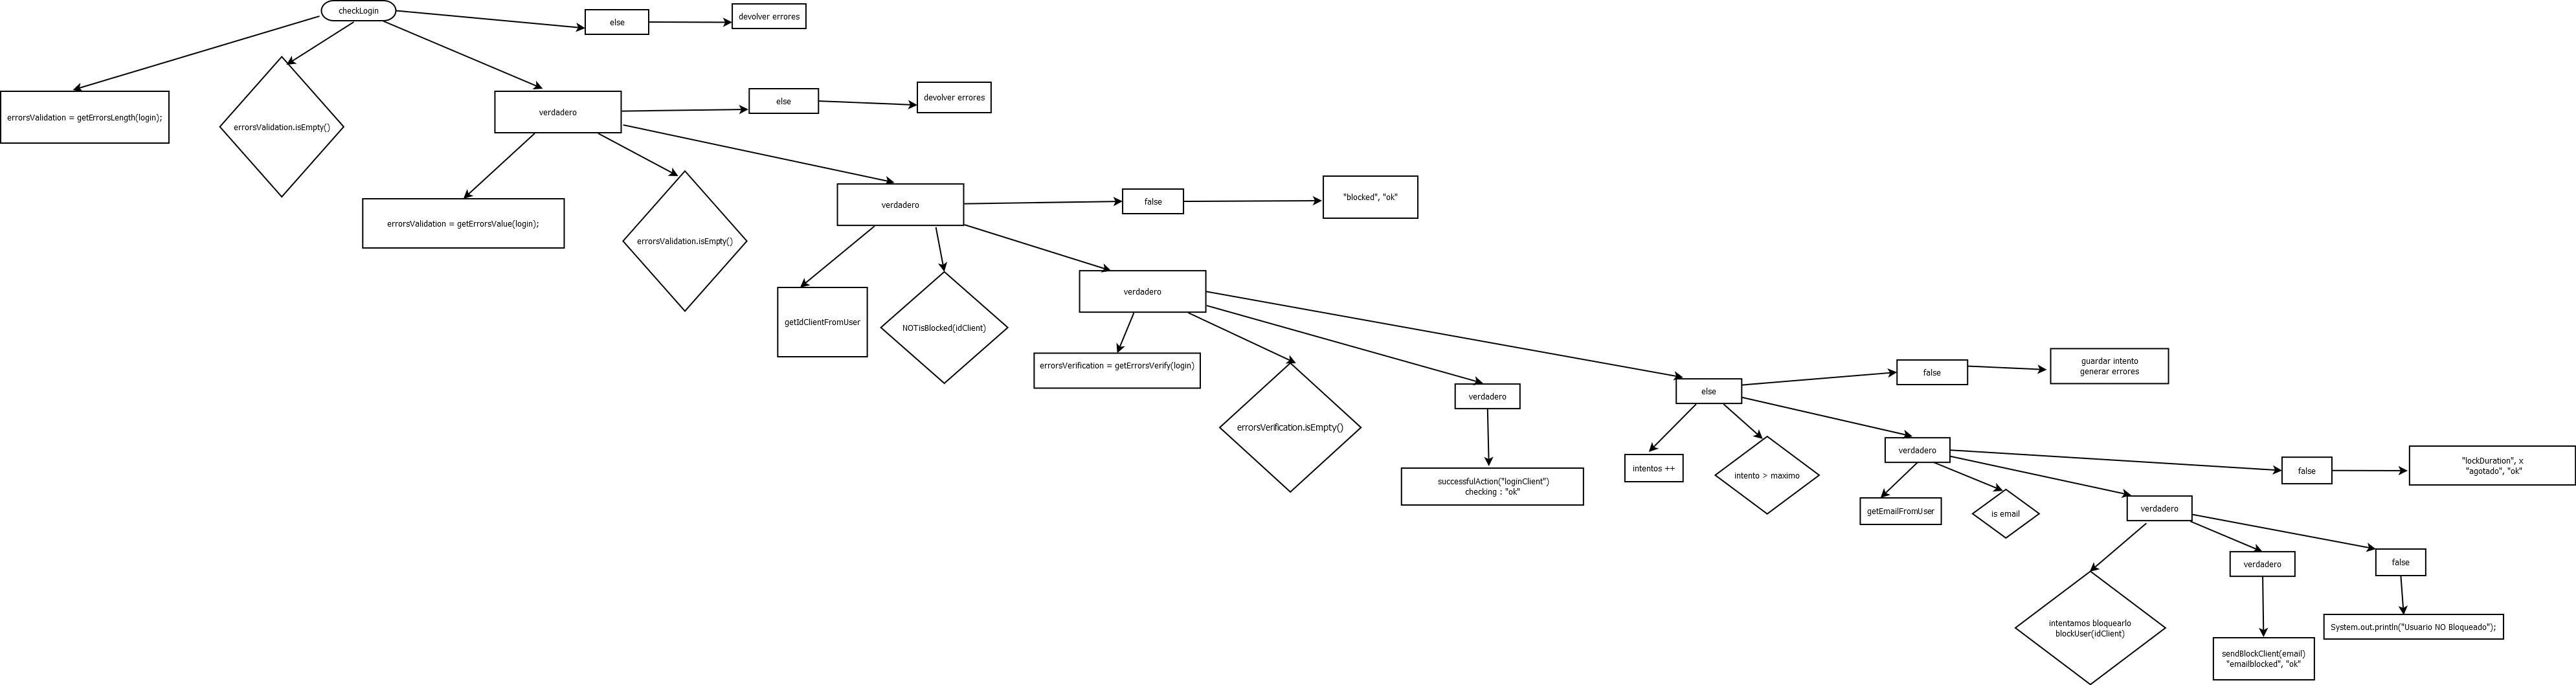 checkLogin
else
devolver errores
errorsValidation = getErrorsLength(login);
errorsValidation.isEmpty()
verdadero
else
devolver errores
errorsValidation = getErrorsValue(login);
errorsValidation.isEmpty()
verdadero
false
"blocked", "ok"
getIdClientFromUser
NOTisBlocked(idClient)
verdadero
errorsVerification = getErrorsVerify(login)
errorsVerification.isEmpty()
verdadero
successfulAction("loginClient")
checking : "ok"
else
false
guardar intento
generar errores
intentos ++
intento > maximo
verdadero
false
"lockDuration", x
"agotado", "ok"
getEmailFromUser
is email
verdadero
intentamos bloquearlo
blockUser(idClient)
verdadero
sendBlockClient(email)
"emailblocked", "ok"
false
System.out.println("Usuario NO Bloqueado");